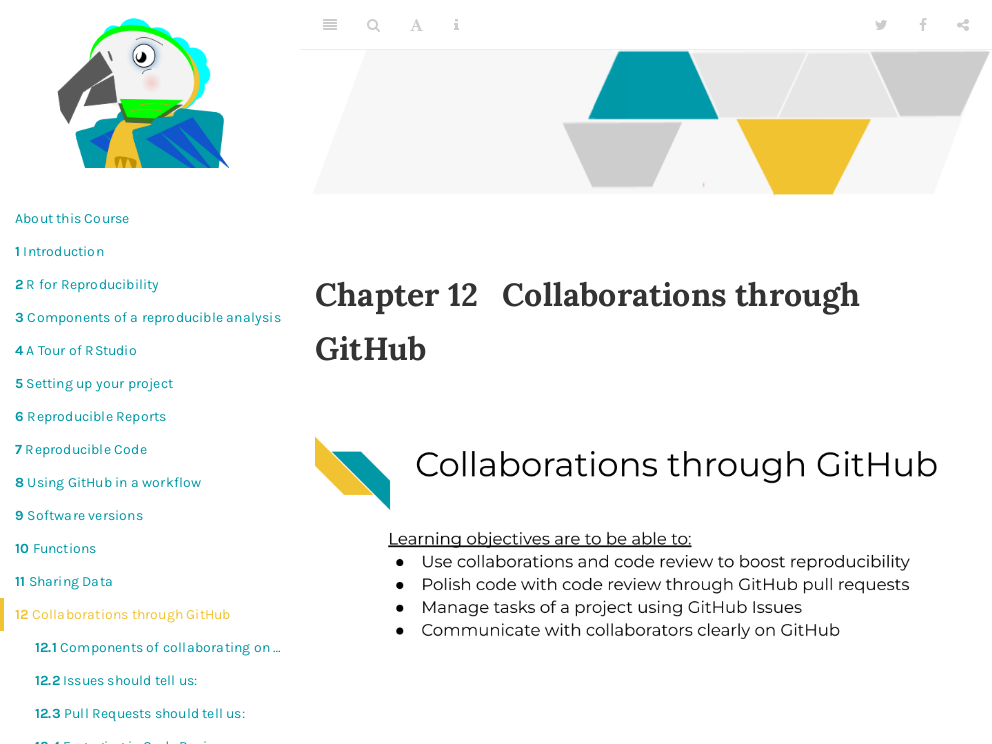 About this Course
1 Introduction
2 R for Reproducibility
3 Components of a reproducible analysis
4 A Tour of RStudio
5 Setting up your project
6 Reproducible Reports
7 Reproducible Code
8 Using GitHub in a workflow
9 Software versions
10 Functions
11 Sharing Data
12 Collaborations through GitHub
12.1 Components of collaborating on …
12.2 Issues should tell us:
12.3 Pull Requests should tell us:
Chapter 12 Collaborations through
GitHub
Collaborations through GitHub
Learning objectives are to be able to:
● Use collaborations and code review to boost reproducibility
● Polish code with code review through GitHub pull requests
● Manage tasks of a project using GitHub Issues
● Communicate with collaborators clearly on GitHub